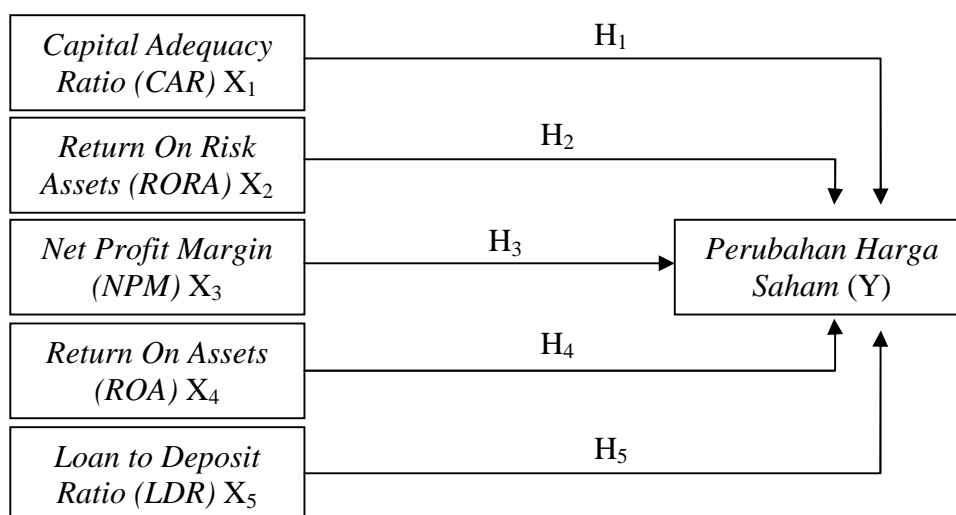 Capital Adequacy
Ratio (CAR) X₁
H₁
Return On Risk
Assets (RORA) X₂
H₂
Net Profit Margin
(NPM) X₃
H₃
Perubahan Harga
Saham (Y)
Return On Assets
(ROA) X₄
H₄
Loan to Deposit
Ratio (LDR) X₅
H₅